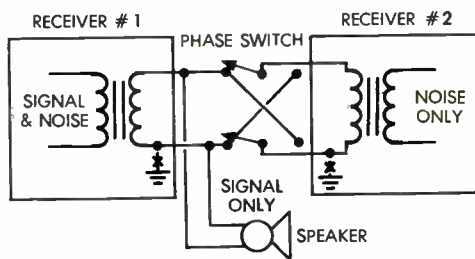 RECEIVER #1
RECEIVER #2
PHASE SWITCH
SIGNAL
& NOISE
NOISE
ONLY
SIGNAL
ONLY
SPEAKER